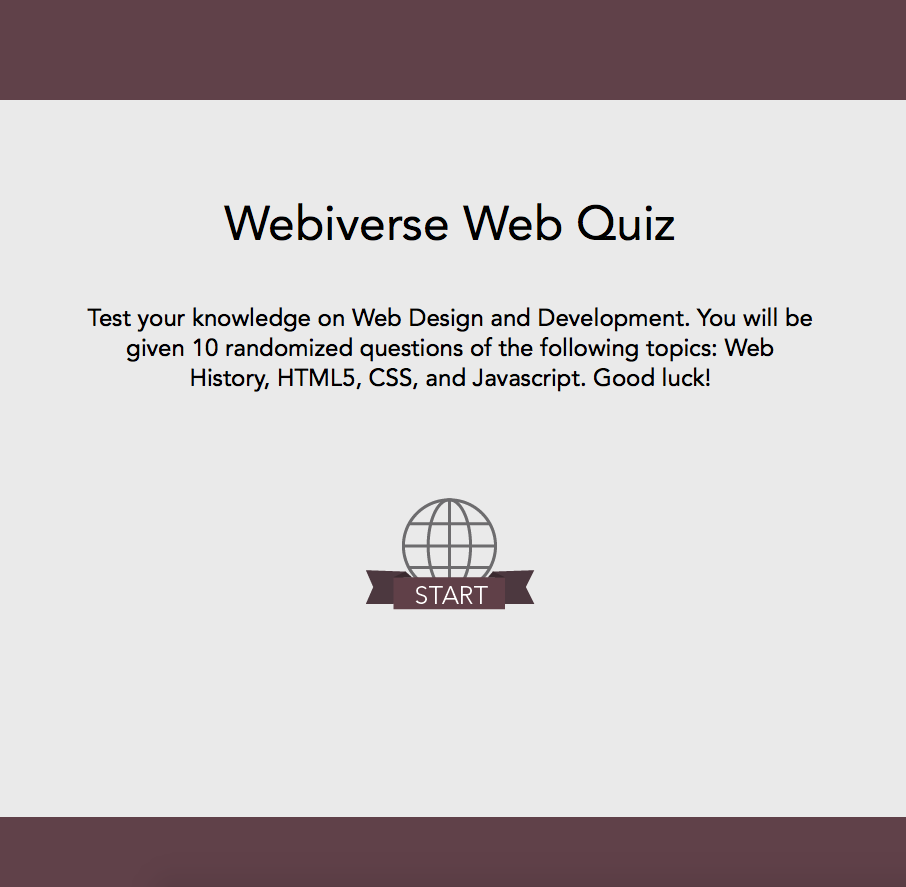 Webiverse Web Quiz
Test your knowledge on Web Design and Development. You will be
given 10 randomized questions of the following topics: Web
History, HTML5, CSS, and Javascript. Good luck!
START